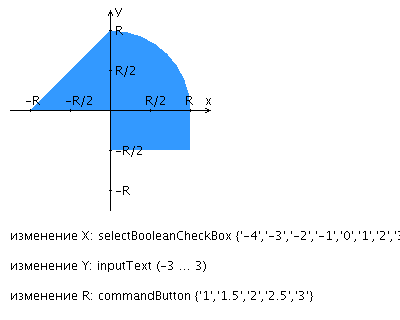 y
R
R/2
−R
−R/2
R/2
R
x
−R/2
−R
изменение X: selectBooleanCheckBox {'−4','−3','−2','−1','0','1','2','3
изменение Y: inputText (−3 ... 3)
изменение R: commandButton {'1','1.5','2','2.5','3'}